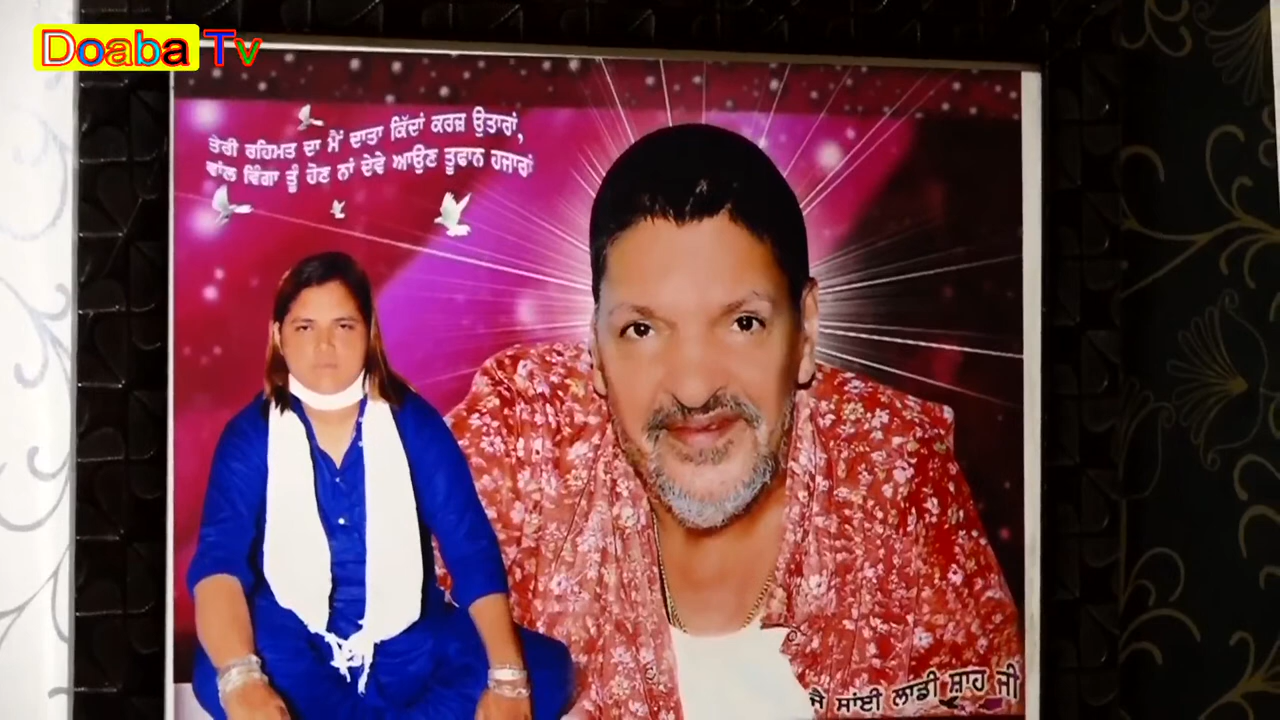 Doaba Tv
ਤੇਰੀ ਰਹਿਮਤ ਦਾ ਮੈਂ ਦਾਤਾ ਕਿੱਦਾਂ ਕਰਜ਼ ਉਤਾਰਾਂ,
ਵਾਂਲ ਵਿੰਗਾ ਤੂੰ ਹੋਣ ਨਾਂ ਦੇਵੇ ਆਉਣ ਤੂਫਾਨ ਹਜਾਰਾਂ
ਜੈ ਸਾਂਈ ਲਾਡੀ ਸ਼ਾਹ ਜੀ